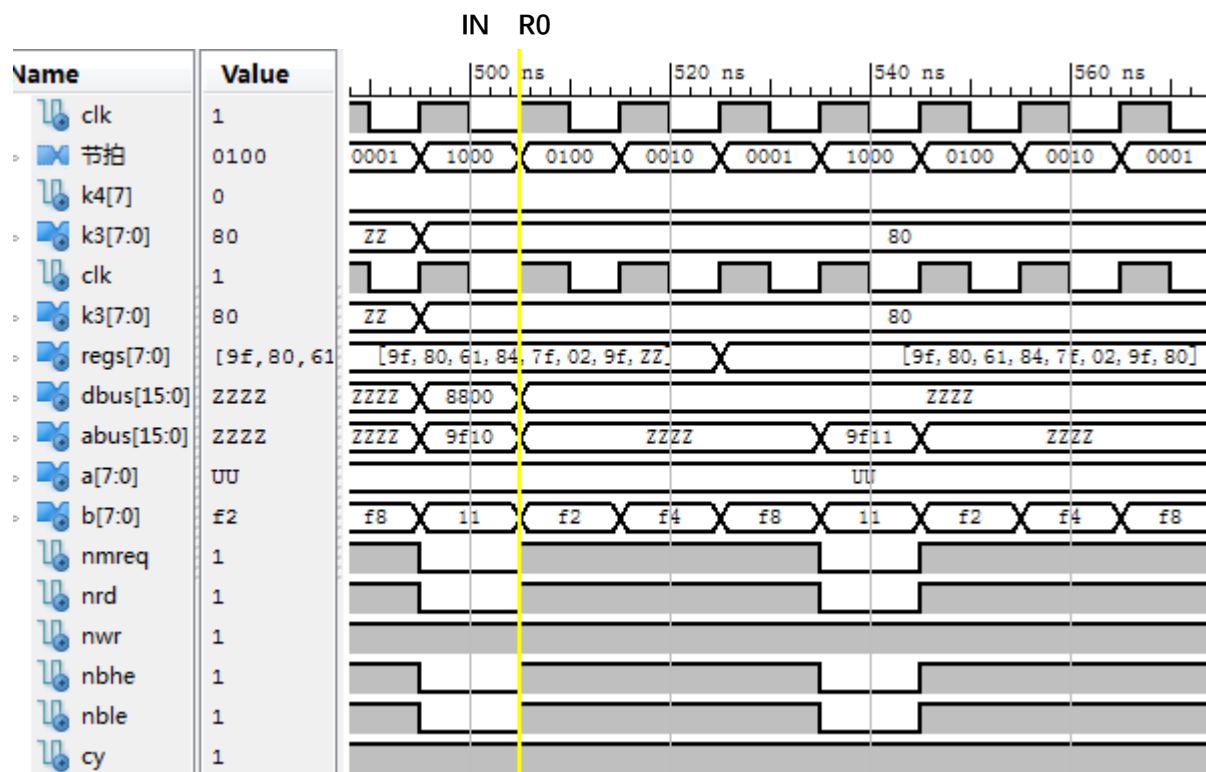 IN R0
Name Value 500 ns 520 ns 540 ns 560 ns
clk 1
节拍 0100 0001 1000 0100 0010 0001 1000 0100 0010 0001
k4[7] 0
k3[7:0] 80 ZZ 80
clk 1
k3[7:0] 80 ZZ 80
regs[7:0] [9f,80,61 [9f,80,61,84,7f,02,9f,ZZ] [9f,80,61,84,7f,02,9f,80]
dbus[15:0] ZZZZ ZZZZ 8800 ZZZZ
abus[15:0] ZZZZ ZZZZ 9f10 ZZZZ 9f11 ZZZZ
a[7:0] UU UU
b[7:0] f2 f8 11 f2 f4 f8 11 f2 f4 f8
nmreq 1
nrd 1
nwr 1
nbhe 1
nble 1
cy 1